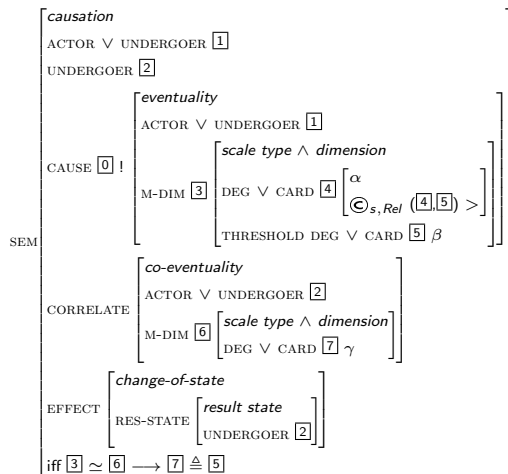 causation
ACTOR ∨ UNDERGOER 1
UNDERGOER 2
eventuality
ACTOR ∨ UNDERGOER 1
scale type ∧ dimension
CAUSE 0 ! M-DIM 3 DEG ∨ CARD 4 α
©s,Rel (4,5) >
THRESHOLD DEG ∨ CARD 5 β
SEM
co-eventuality
ACTOR ∨ UNDERGOER 2
CORRELATE M-DIM 6 scale type ∧ dimension
DEG ∨ CARD 7 γ
change-of-state
EFFECT RES-STATE result state
UNDERGOER 2
iff 3 ≃ 6 ⟶ 7 ≜ 5